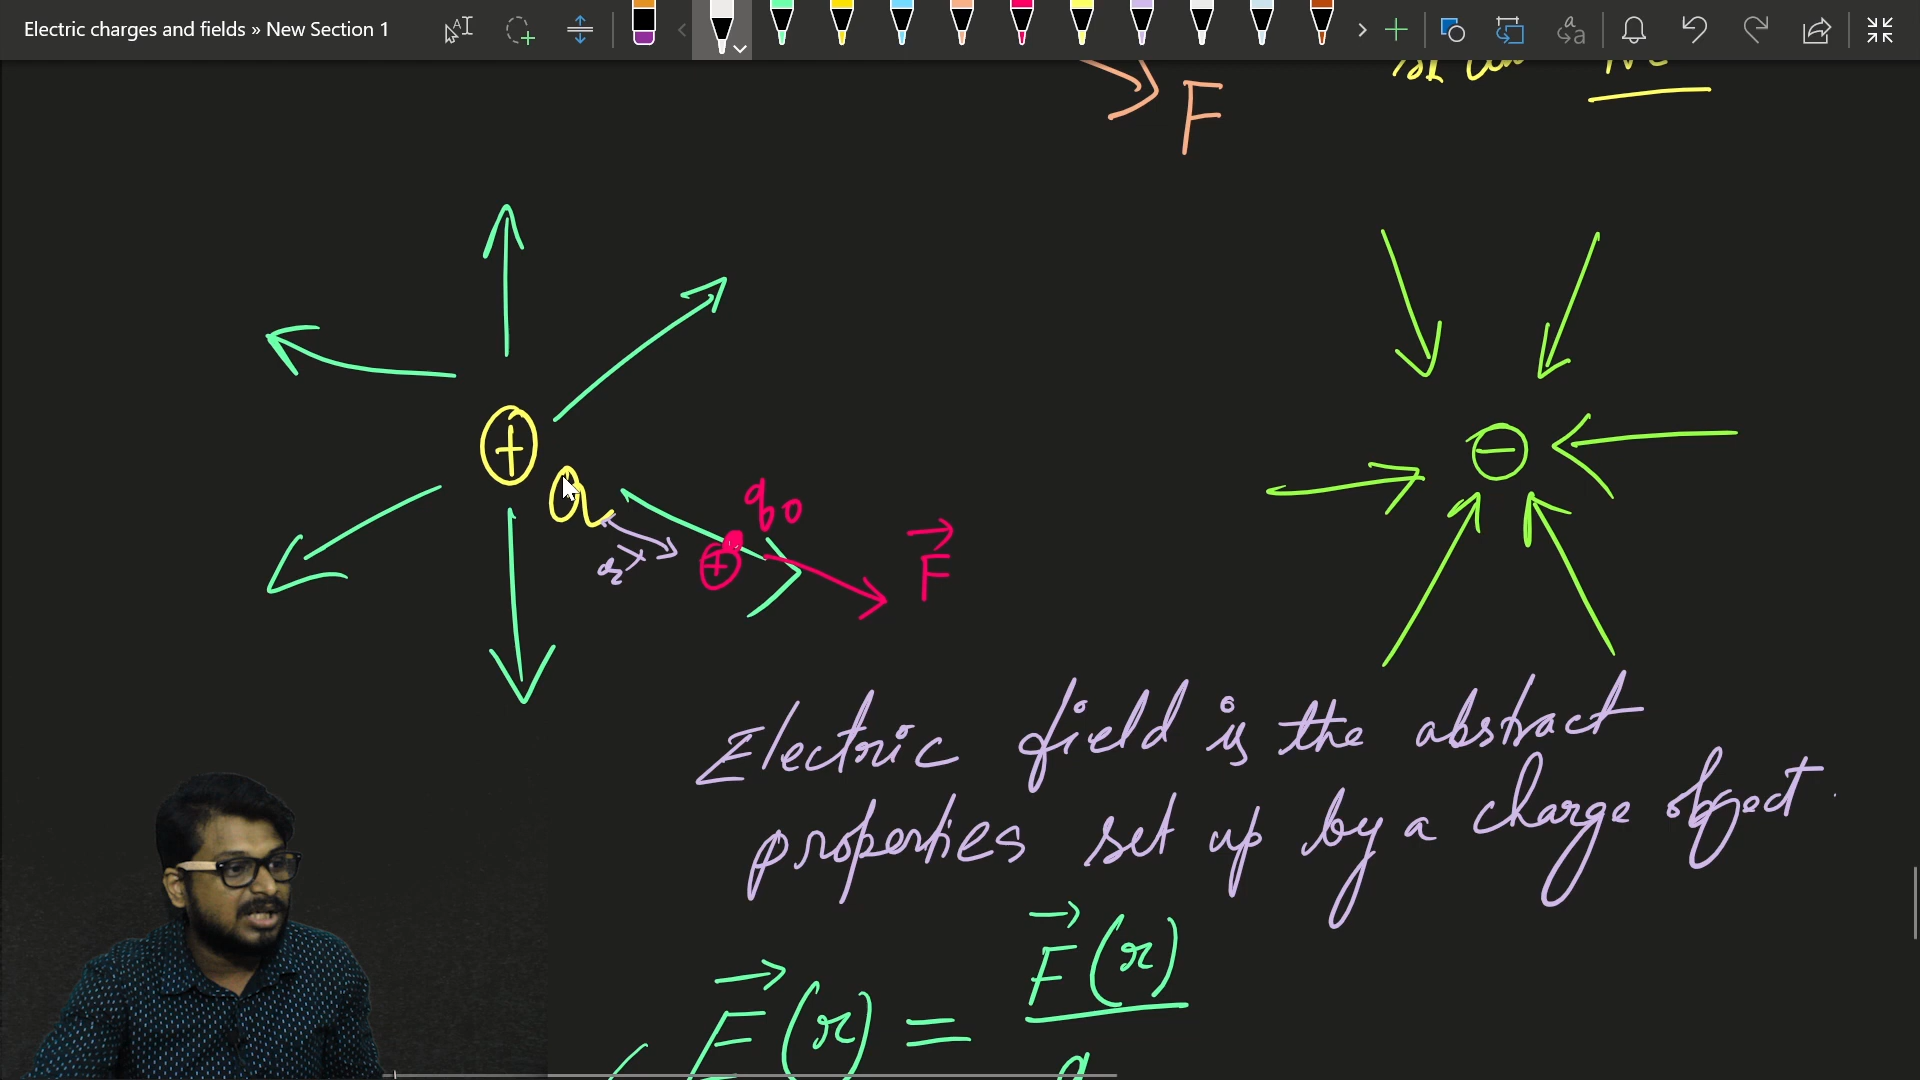 Electric charges and fields » New Section 1
F
+
Q
r
q0
+
F
−
Electric field is the abstract
properties set up by a charge object.
F(r)
E(r) =
q